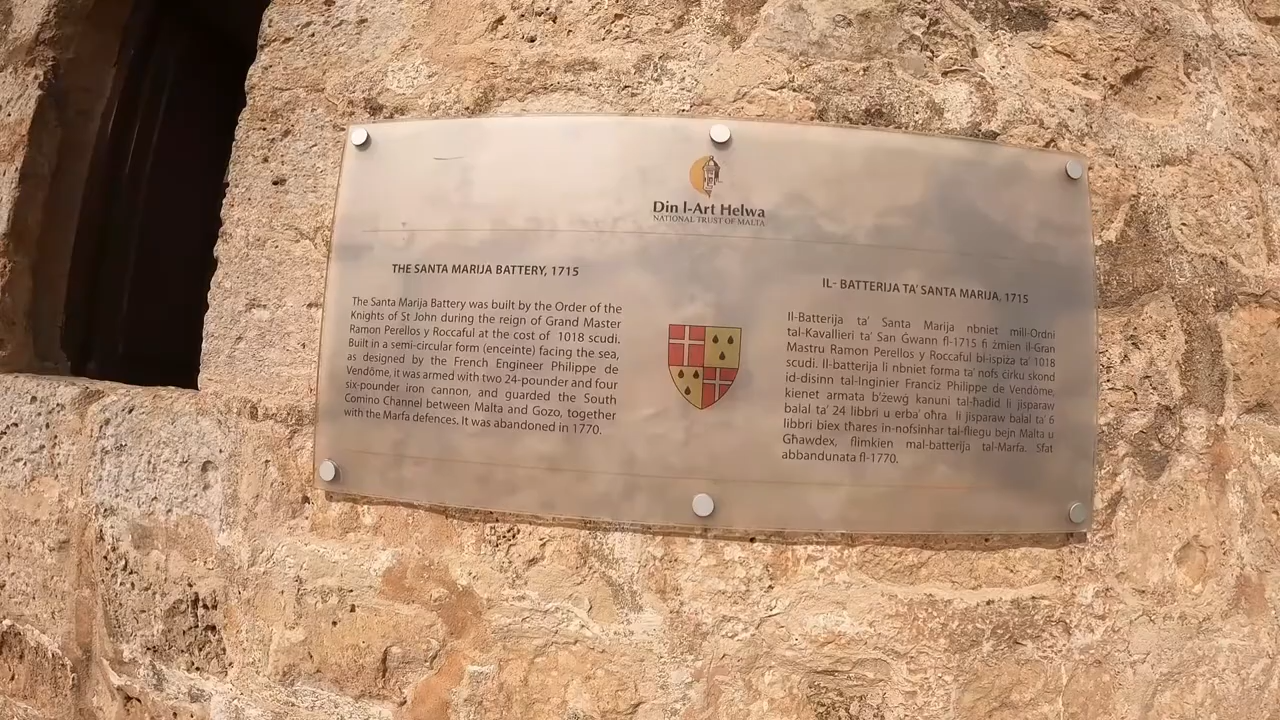 Din l-Art Helwa
NATIONAL TRUST OF MALTA
THE SANTA MARIJA BATTERY, 1715
The Santa Marija Battery was built by the Order of the
Knights of St John during the reign of Grand Master
Ramon Perellos y Roccaful at the cost of 1018 scudi.
Built in a semi-circular form (enceinte) facing the sea,
as designed by the French Engineer Philippe de
Vendôme, it was armed with two 24-pounder and four
six-pounder iron cannon, and guarded the South
Comino Channel between Malta and Gozo, together
with the Marfa defences. It was abandoned in 1770.
IL- BATTERIJA TA' SANTA MARIJA, 1715
Il-Batterija ta' Santa Marija nbniet mill-Ordni
tal-Kavallieri ta' San Gwann fl-1715 fi żmien il-Gran
Mastru Ramon Perellos y Roccaful bl-ispiża ta' 1018
scudi. Il-batterija li nbniet forma ta' nofs ċirku skond
id-disinn tal-Inginier Franċiz Philippe de Vendôme,
kienet armata b'żewġ kanuni tal-ħadid li jisparaw
balal ta' 24 libbri u erba' oħra li jisparaw balal ta' 6
libbri biex tħares in-nofsinhar tal-fliegu bejn Malta u
Għawdex, flimkien mal-batterija tal-Marfa. Sfat
abbandunata fl-1770.